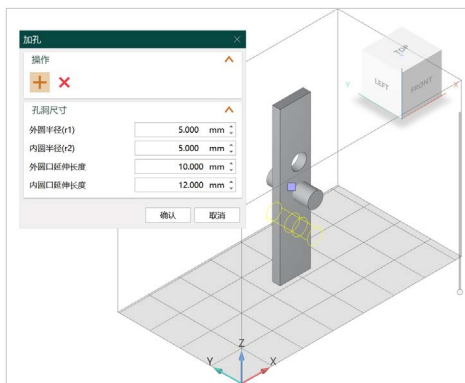 加孔
操作
孔洞尺寸
外圆半径(r1) 5.000 mm
内圆半径(r2) 5.000 mm
外圆口延伸长度 10.000 mm
内圆口延伸长度 12.000 mm
确认 取消
TOP
LEFT FRONT
Y X
Z
Y X